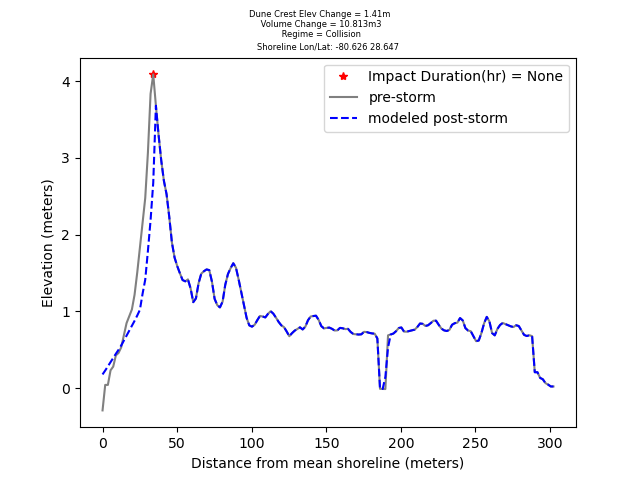 Dune Crest Elev Change = 1.41m
Volume Change = 10.813m3
Regime = Collision
Shoreline Lon/Lat: -80.626 28.647
Impact Duration(hr) = None
pre-storm
modeled post-storm
Elevation (meters)
4
3
2
1
0
0 50 100 150 200 250 300
Distance from mean shoreline (meters)